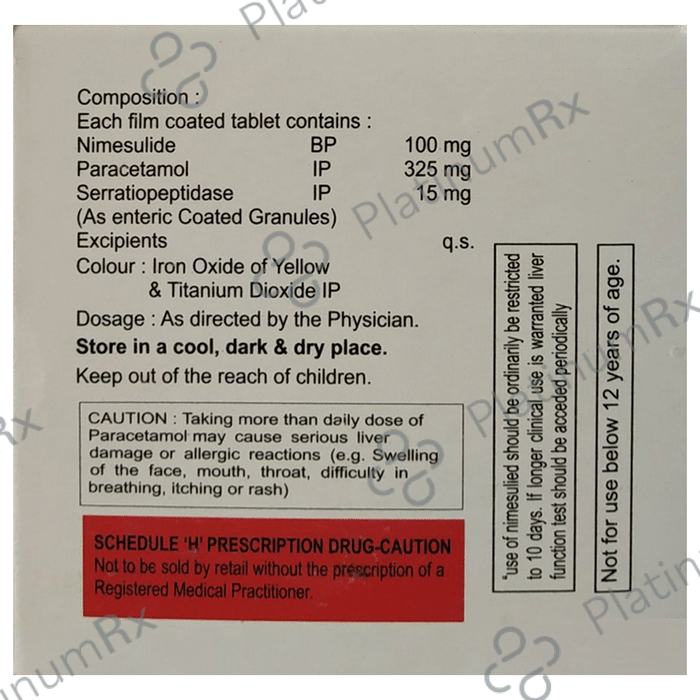 Composition :
Each film coated tablet contains :
Nimesulide BP 100 mg
Paracetamol IP 325 mg
Serratiopeptidase IP 15 mg
(As enteric Coated Granules)
Excipients q.s.
Colour : Iron Oxide of Yellow
& Titanium Dioxide IP
Dosage : As directed by the Physician.
Store in a cool, dark & dry place.
Keep out of the reach of children.
CAUTION : Taking more than daily dose of
Paracetamol may cause serious liver
damage or allergic reactions (e.g. Swelling
of the face, mouth, throat, difficulty in
breathing, itching or rash)
SCHEDULE 'H' PRESCRIPTION DRUG-CAUTION
Not to be sold by retail without the prescription of a
Registered Medical Practitioner.
*use of nimesulied should be ordinarily be restricted
to 10 days. If longer clinical use is warranted liver
function test should be acceded periodically
Not for use below 12 years of age.
Platinum
PlatinumRx
PlatinumRx
Rx
PlatinumRx
Platin